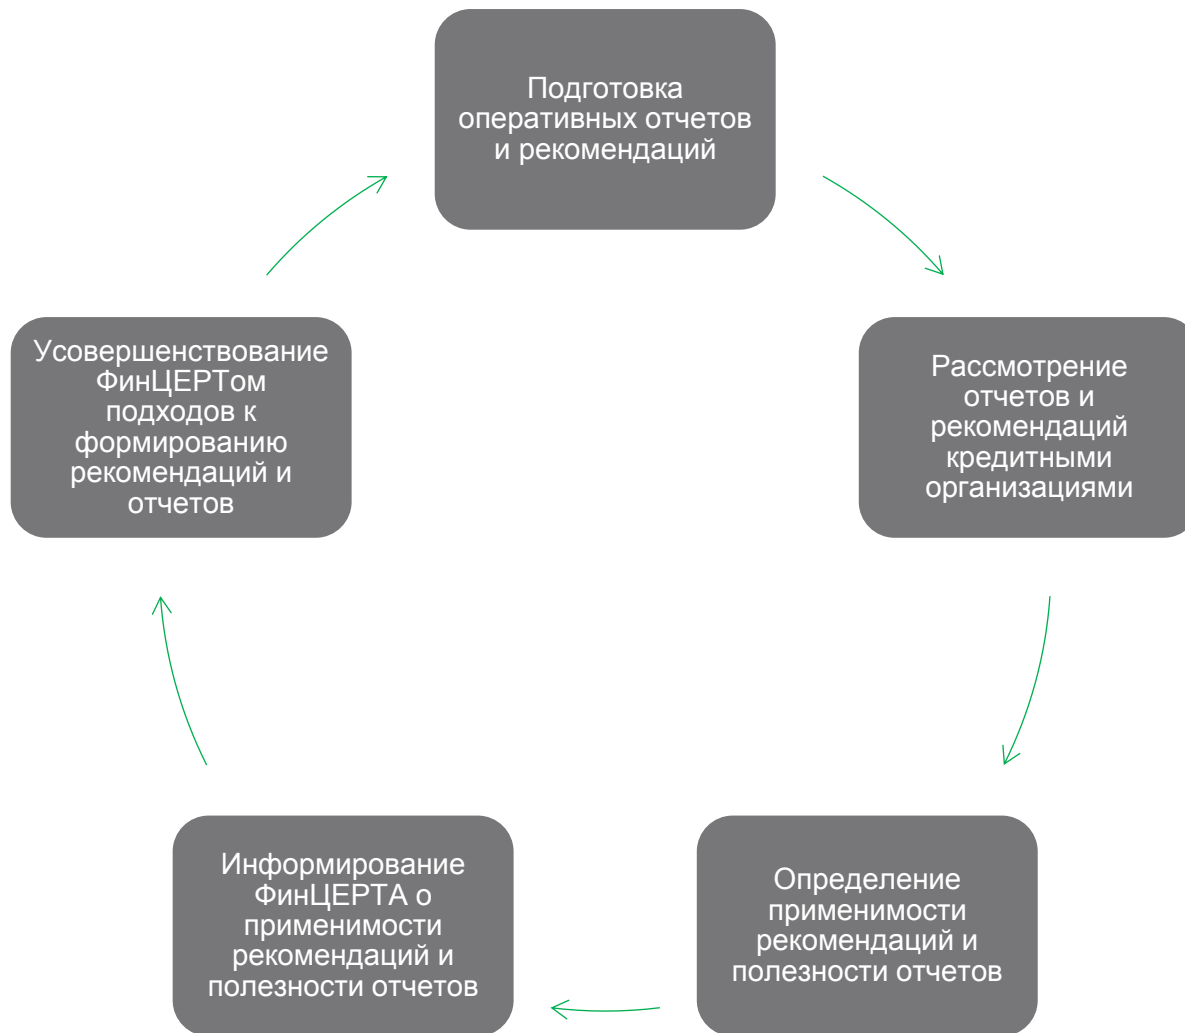 Подготовка
оперативных отчетов
и рекомендаций
Рассмотрение
отчетов и
рекомендаций
кредитными
организациями
Определение
применимости
рекомендаций и
полезности отчетов
Информирование
ФинЦЕРТА о
применимости
рекомендаций и
полезности отчетов
Усовершенствование
ФинЦЕРТом
подходов к
формированию
рекомендаций и
отчетов